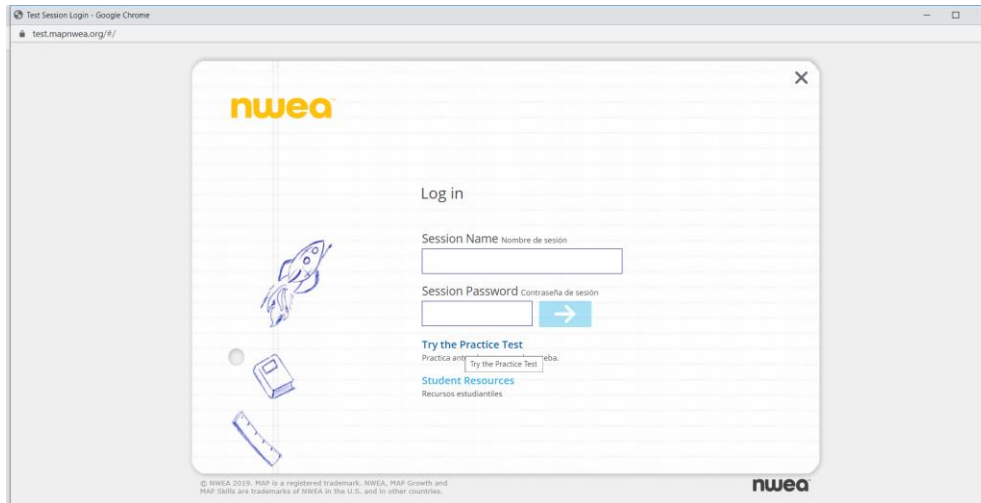 Test Session Login - Google Chrome
test.mapnwea.org/#/
nwea
Log in
Session Name Nombre de sesión
Session Password Contraseña de sesión
Try the Practice Test
Practica eba.
Try the Practice Test
Student Resources
Recursos estudiantiles
© NWEA 2019. MAP is a registered trademark. NWEA, MAP Growth and
MAP Skills are trademarks of NWEA in the U.S. and in other countries.
nwea